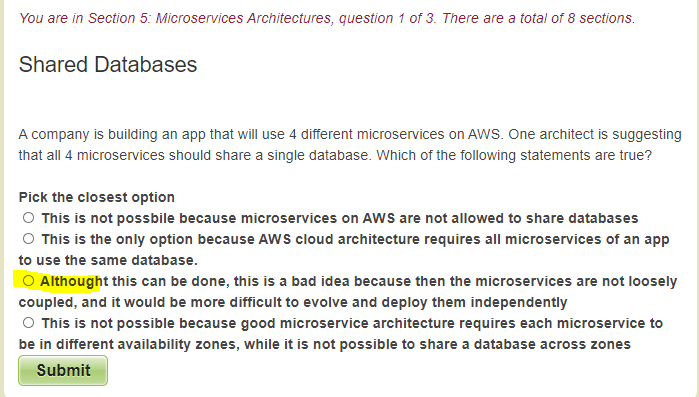 You are in Section 5: Microservices Architectures, question 1 of 3. There are a total of 8 sections.
Shared Databases
A company is building an app that will use 4 different microservices on AWS. One architect is suggesting
that all 4 microservices should share a single database. Which of the following statements are true?
Pick the closest option
This is not possbile because microservices on AWS are not allowed to share databases
This is the only option because AWS cloud architecture requires all microservices of an app
to use the same database.
Althought this can be done, this is a bad idea because then the microservices are not loosely
coupled, and it would be more difficult to evolve and deploy them independently
This is not possible because good microservice architecture requires each microservice to
be in different availability zones, while it is not possible to share a database across zones
Submit